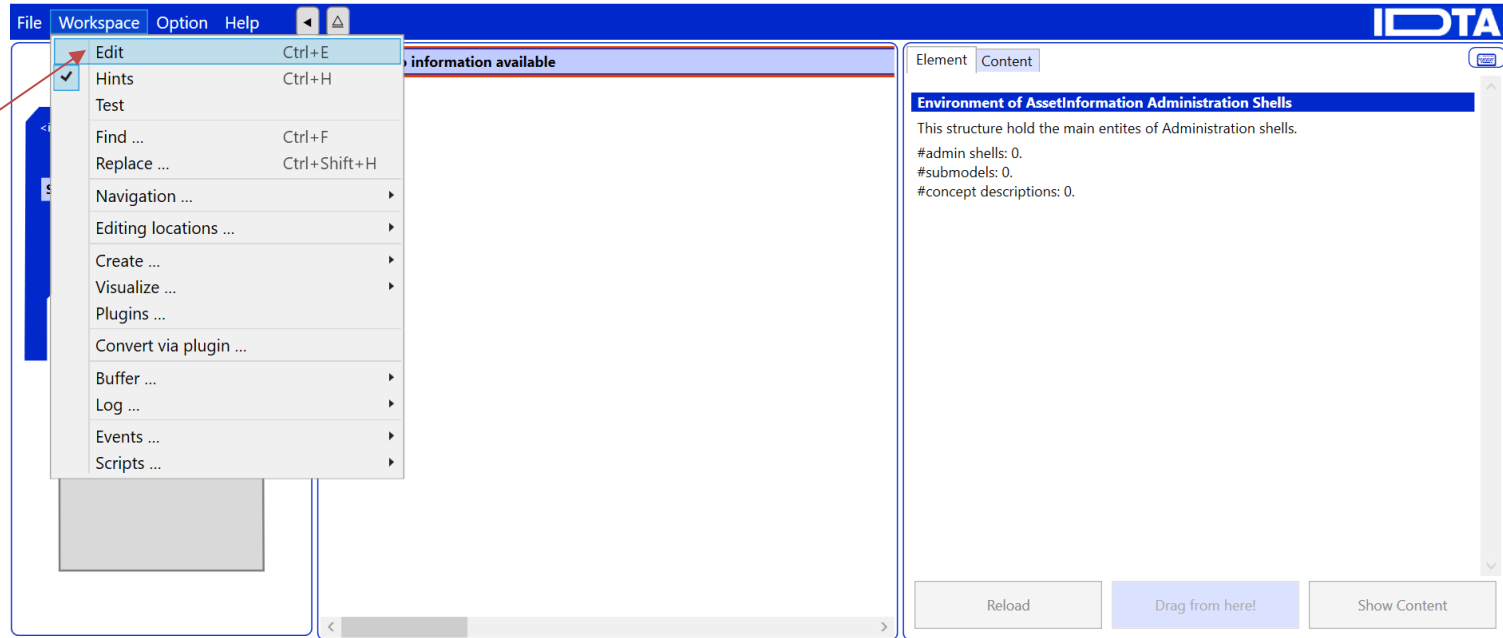 File Workspace Option Help
IDTA
Edit Ctrl+E
Hints Ctrl+H
Test
Find ... Ctrl+F
Replace ... Ctrl+Shift+H
Navigation ...
Editing locations ...
Create ...
Visualize ...
Plugins ...
Convert via plugin ...
Buffer ...
Log ...
Events ...
Scripts ...
information available
Element Content
Environment of AssetInformation Administration Shells
This structure hold the main entites of Administration shells.
#admin shells: 0.
#submodels: 0.
#concept descriptions: 0.
Reload Drag from here! Show Content